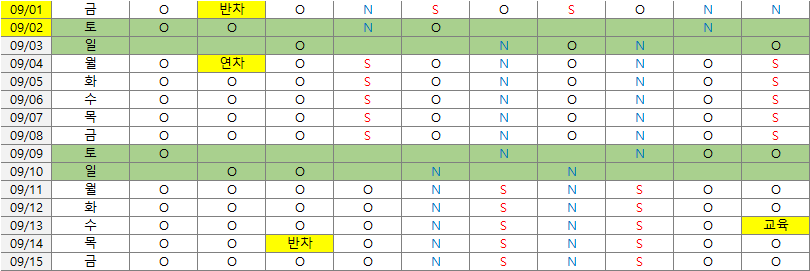 09/01 금 O 반차 O N S O S O N N
09/02 토 O O N O N
09/03 일 O N O N O
09/04 월 O 연차 O S O N O N O S
09/05 화 O O O S O N O N O S
09/06 수 O O O S O N O N O S
09/07 목 O O O S O N O N O S
09/08 금 O O O S O N O N O S
09/09 토 O N N O O
09/10 일 O O N N
09/11 월 O O O O N S N S O O
09/12 화 O O O O N S N S O O
09/13 수 O O O O N S N S O 교육
09/14 목 O O 반차 O N S N S O O
09/15 금 O O O O N S N S O O